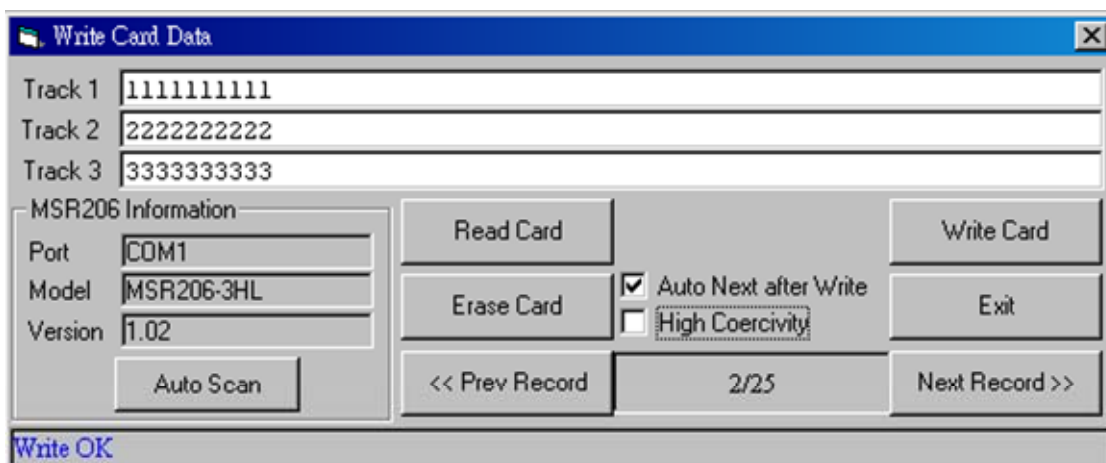 Write Card Data
Track 1 1111111111
Track 2 2222222222
Track 3 3333333333
MSR206 Information
Port COM1
Model MSR206-3HL
Version 1.02
Auto Scan
Read Card
Write Card
Erase Card
Auto Next after Write
High Coercivity
Exit
<< Prev Record
2/25
Next Record >>
Write OK